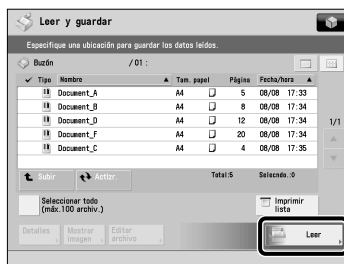 Leer y guardar
Especifique una ubicación para guardar los datos leídos.
Buzón /01 :
✓ Tipo Nombre ▲ Tam. papel Página Fecha/hora ▲
Document_A A4 5 08/08 17:33
Document_B A4 8 08/08 17:34
Document_D A4 12 08/08 17:34
Document_F A4 20 08/08 17:34
Document_C A4 4 08/08 17:35
1/1
Subir Actlzr. Total:5 Selecndo.:0
Seleccionar todo
(máx.100 archiv.)
Imprimir
lista
Detalles Mostrar
imagen Editar
archivo
Leer